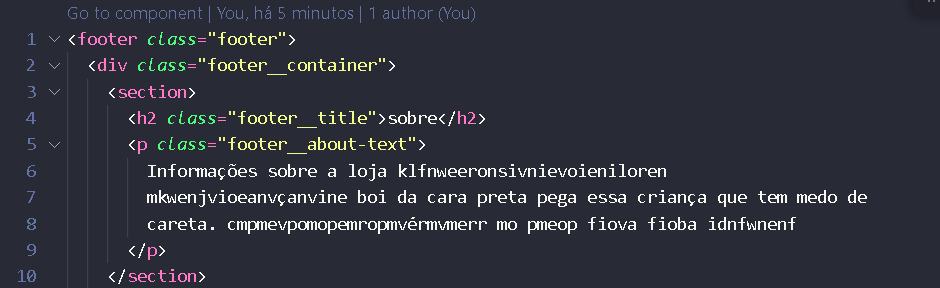 Go to component | You, há 5 minutos | 1 author (You)
1 <footer class="footer">
2 <div class="footer__container">
3 <section>
4 <h2 class="footer__title">sobre</h2>
5 <p class="footer__about-text">
6 Informações sobre a loja klfnweeronsivnievoieniloren
7 mkwenjvioeanvçanvine boi da cara preta pega essa criança que tem medo de
8 careta. cmpmevpomopemropmvérmvmerr mo pmeop fiova fioba idnfwnenf
9 </p>
10 </section>